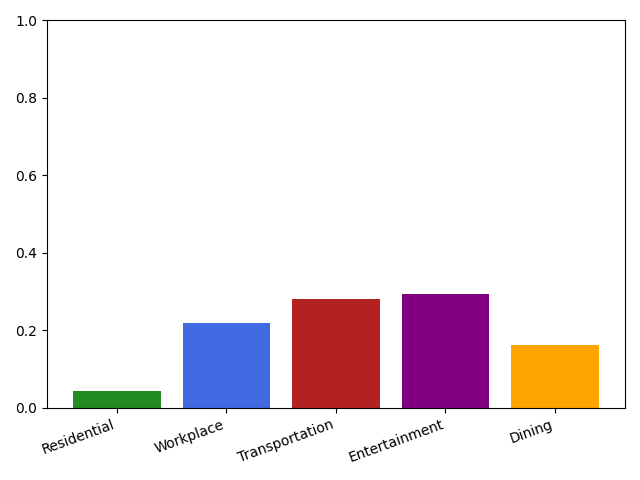 1.0
0.8
0.6
0.4
0.2
0.0
Residential
Workplace
Transportation
Entertainment
Dining